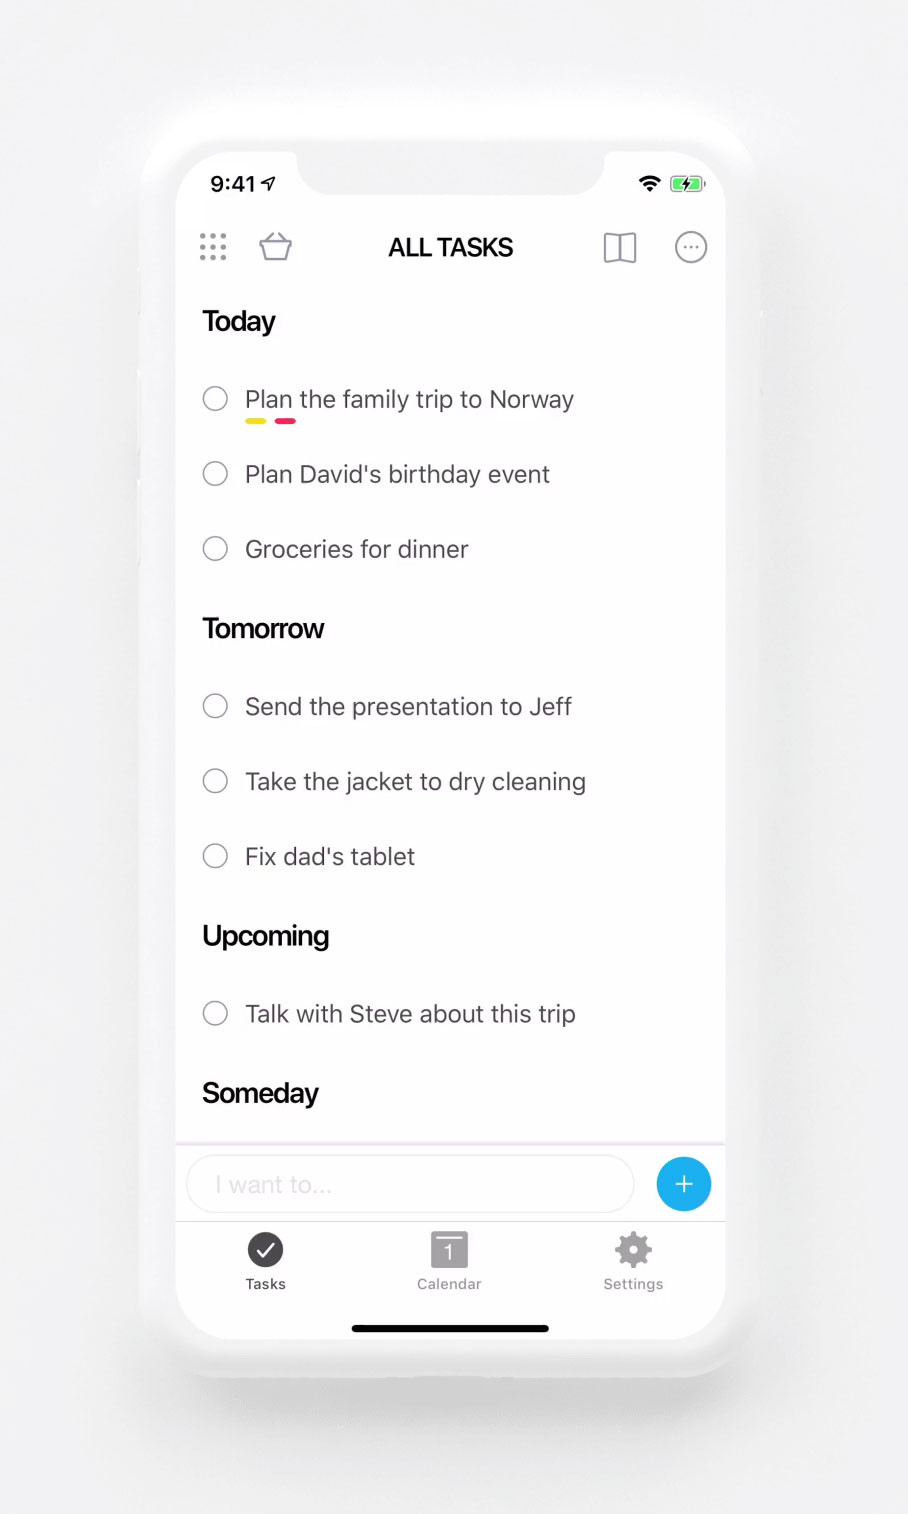 9:41
ALL TASKS
Today
Plan the family trip to Norway
Plan David's birthday event
Groceries for dinner
Tomorrow
Send the presentation to Jeff
Take the jacket to dry cleaning
Fix dad's tablet
Upcoming
Talk with Steve about this trip
Someday
I want to...
+
1
Tasks Calendar Settings